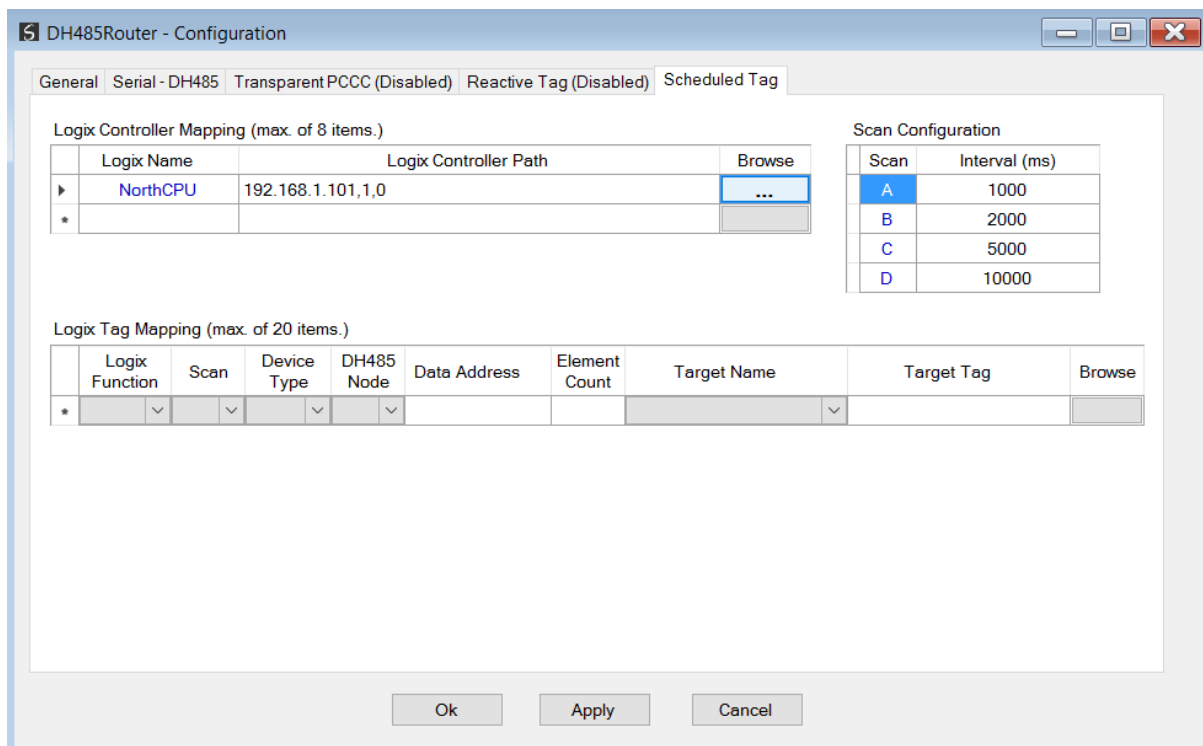 DH485Router - Configuration
General Serial - DH485 Transparent PCCC (Disabled) Reactive Tag (Disabled) Scheduled Tag
Logix Controller Mapping (max. of 8 items.)
Logix Name Logix Controller Path Browse
NorthCPU 192.168.1.101,1,0 ...
*
Scan Configuration
Scan Interval (ms)
A 1000
B 2000
C 5000
D 10000
Logix Tag Mapping (max. of 20 items.)
Logix Function Scan Device Type DH485 Node Data Address Element Count Target Name Target Tag Browse
*
Ok Apply Cancel